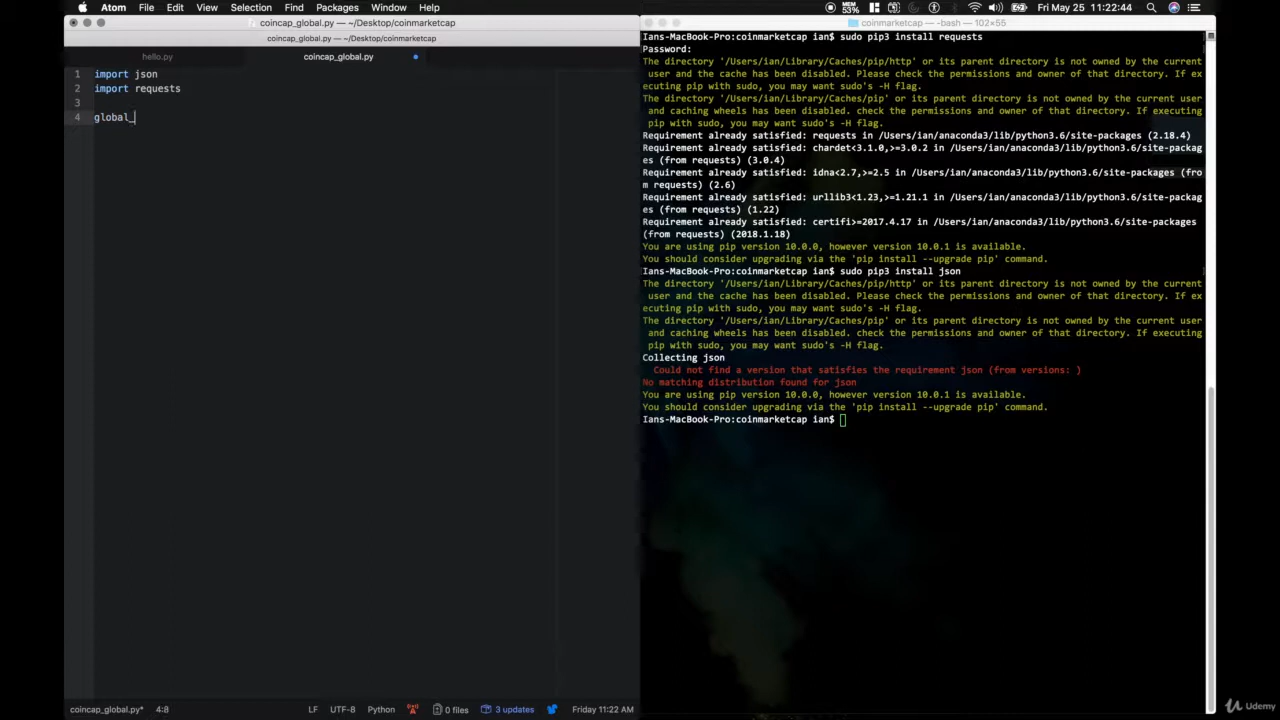 Atom File Edit View Selection Find Packages Window Help
MEM 53% Fri May 25 11:22:44
coincap_global.py — ~/Desktop/coinmarketcap
coincap_global.py — ~/Desktop/coinmarketcap
hello.py coincap_global.py
1 import json
2 import requests
3
4 global_
coincap_global.py* 4:8 LF UTF-8 Python 0 files 3 updates Friday 11:22 AM
coinmarketcap — -bash — 102×55
Ians-MacBook-Pro:coinmarketcap ian$ sudo pip3 install requests
Password:
The directory '/Users/ian/Library/Caches/pip/http' or its parent directory is not owned by the current
user and the cache has been disabled. Please check the permissions and owner of that directory. If ex
ecuting pip with sudo, you may want sudo's -H flag.
The directory '/Users/ian/Library/Caches/pip' or its parent directory is not owned by the current user
and caching wheels has been disabled. check the permissions and owner of that directory. If executing
pip with sudo, you may want sudo's -H flag.
Requirement already satisfied: requests in /Users/ian/anaconda3/lib/python3.6/site-packages (2.18.4)
Requirement already satisfied: chardet<3.1.0,>=3.0.2 in /Users/ian/anaconda3/lib/python3.6/site-packag
es (from requests) (3.0.4)
Requirement already satisfied: idna<2.7,>=2.5 in /Users/ian/anaconda3/lib/python3.6/site-packages (fro
m requests) (2.6)
Requirement already satisfied: urllib3<1.23,>=1.21.1 in /Users/ian/anaconda3/lib/python3.6/site-packag
es (from requests) (1.22)
Requirement already satisfied: certifi>=2017.4.17 in /Users/ian/anaconda3/lib/python3.6/site-packages
(from requests) (2018.1.18)
You are using pip version 10.0.0, however version 10.0.1 is available.
You should consider upgrading via the 'pip install --upgrade pip' command.
Ians-MacBook-Pro:coinmarketcap ian$ sudo pip3 install json
The directory '/Users/ian/Library/Caches/pip/http' or its parent directory is not owned by the current
user and the cache has been disabled. Please check the permissions and owner of that directory. If ex
ecuting pip with sudo, you may want sudo's -H flag.
The directory '/Users/ian/Library/Caches/pip' or its parent directory is not owned by the current user
and caching wheels has been disabled. check the permissions and owner of that directory. If executing
pip with sudo, you may want sudo's -H flag.
Collecting json
Could not find a version that satisfies the requirement json (from versions: )
No matching distribution found for json
You are using pip version 10.0.0, however version 10.0.1 is available.
You should consider upgrading via the 'pip install --upgrade pip' command.
Ians-MacBook-Pro:coinmarketcap ian$
Udemy